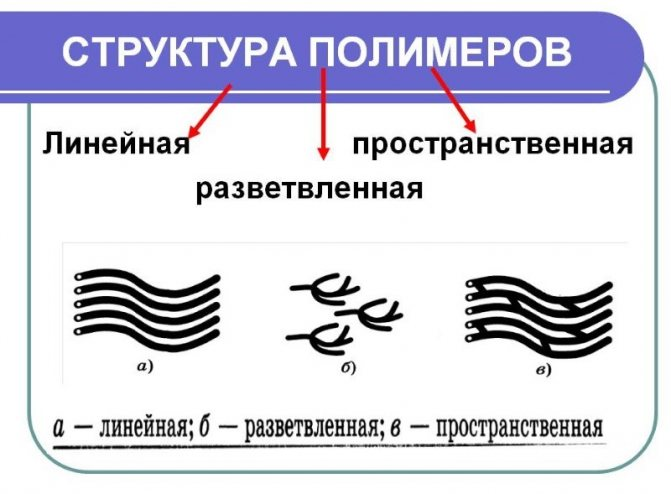 СТРУКТУРА ПОЛИМЕРОВ
Линейная
пространственная
разветвленная
а)
б)
в)
а — линейная; б — разветвленная; в — пространственная